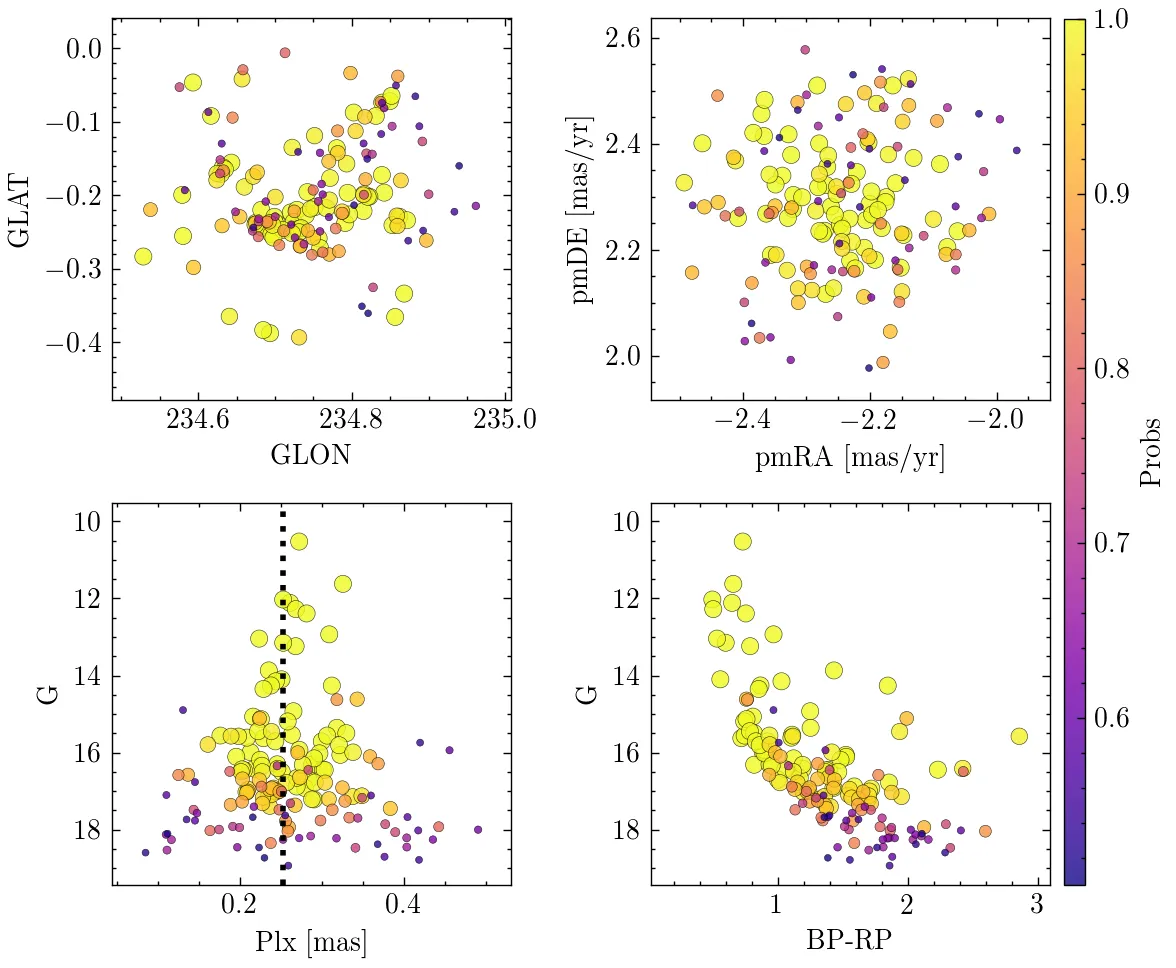 0.0
−0.1
−0.2
−0.3
−0.4
GLAT
234.6 234.8 235.0
GLON
2.6
2.4
2.2
2.0
pmDE [mas/yr]
−2.4 −2.2 −2.0
pmRA [mas/yr]
1.0
0.9
0.8
0.7
0.6
Probs
10
12
14
16
18
G
0.2 0.4
Plx [mas]
10
12
14
16
18
G
1 2 3
BP-RP